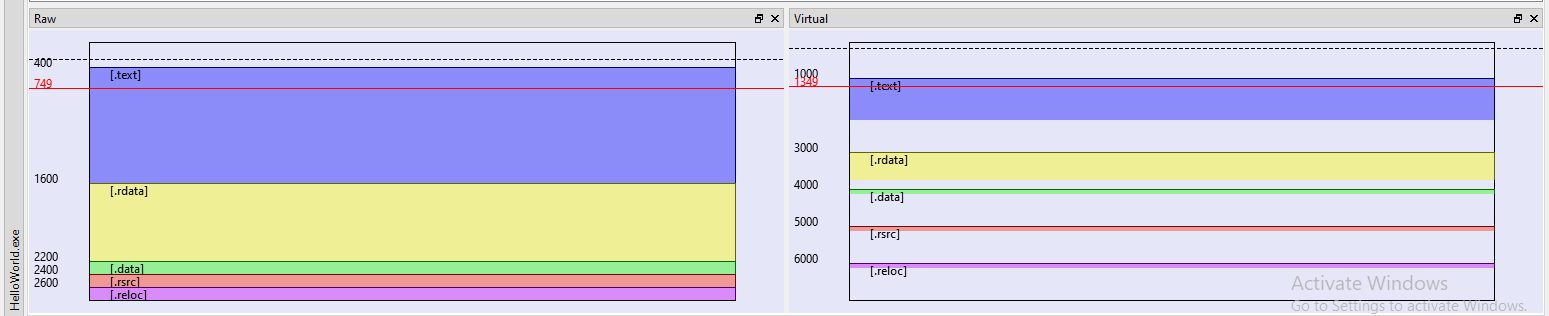 Raw
400
[.text]
749
1600
[.rdata]
2200
[.data]
2400
[.rsrc]
2600
[.reloc]
HelloWorld.exe
Virtual
1000
1349
[.text]
3000
[.rdata]
4000
[.data]
5000
[.rsrc]
6000
[.reloc]
Activate Windows
Go to Settings to activate Windows.